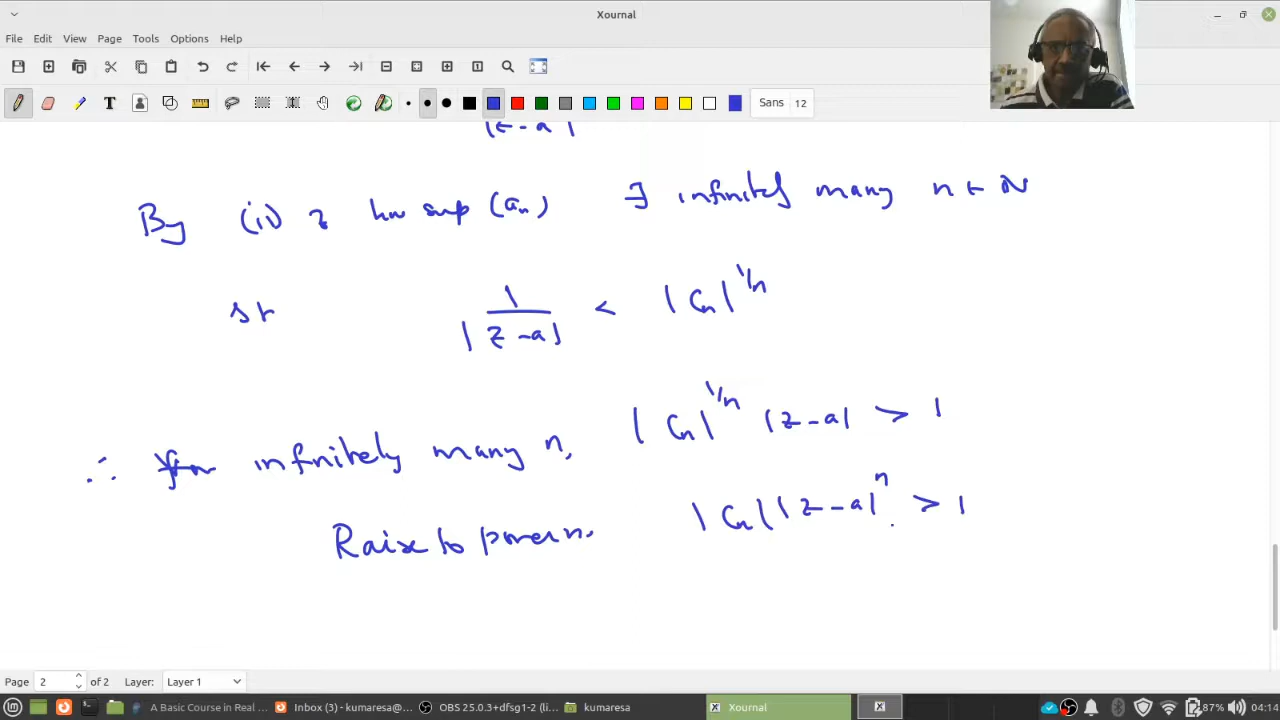 Xournal
File Edit View Page Tools Options Help
Sans 12
|z-a|
By (ii) of lim sup (an) ∃ infinitely many n ∈ ℕ
st 1/|z-a| < |Cn|^1/n
∴ for infinitely many n, |Cn|^1/n |z-a| > 1
Raise to power n. |Cn||z-a|^n > 1
Page 2 of 2 Layer: Layer 1
A Basic Course in Real ... Inbox (3) - kumaresa@... OBS 25.0.3+dfsg1-2 (li... kumaresa Xournal 87% 04:14